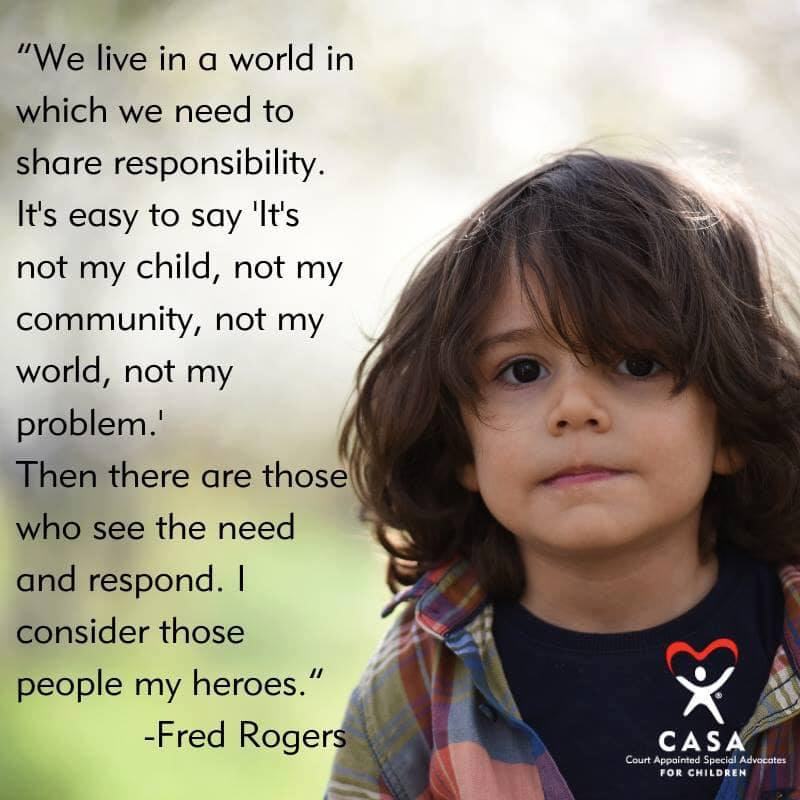 “We live in a world in
which we need to
share responsibility.
It's easy to say 'It's
not my child, not my
community, not my
world, not my
problem.'
Then there are those
who see the need
and respond. I
consider those
people my heroes.“
-Fred Rogers
CASA
Court Appointed Special Advocates
FOR CHILDREN